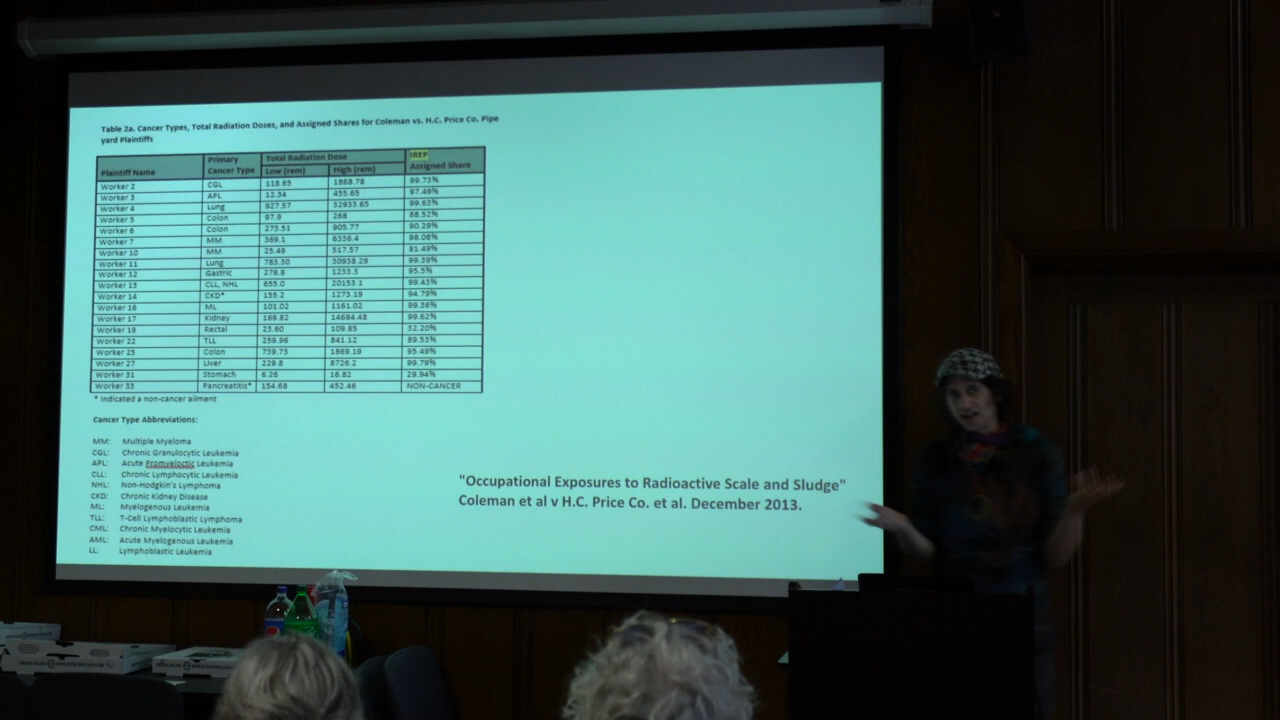 Table 2a. Cancer Types, Total Radiation Doses, and Assigned Shares for Coleman vs. H.C. Price Co. Pipe
yard Plaintiffs
Plaintiff Name Primary Cancer Type Total Radiation Dose Low (rem) High (rem) IREP Assigned Share
Worker 2 CGL 118.65 1868.78 99.73%
Worker 3 APL 12.34 455.65 97.49%
Worker 4 Lung 927.57 32933.65 99.63%
Worker 5 Colon 97.9 268 88.52%
Worker 6 Colon 273.51 905.77 90.29%
Worker 7 MM 369.1 6336.4 98.06%
Worker 10 MM 25.49 517.57 81.49%
Worker 11 Lung 783.30 30938.29 99.39%
Worker 12 Gastric 278.8 1233.3 95.5%
Worker 13 CLL, NHL 655.0 20153.1 99.43%
Worker 14 CKD* 155.2 1273.19 94.79%
Worker 16 ML 101.02 1161.02 99.36%
Worker 17 Kidney 169.82 14684.48 99.62%
Worker 19 Rectal 23.60 109.85 32.20%
Worker 22 TLL 259.96 841.12 89.53%
Worker 25 Colon 739.73 1869.19 95.49%
Worker 27 Liver 229.8 8726.2 99.79%
Worker 31 Stomach 6.26 16.82 29.94%
Worker 33 Pancreatitis* 154.68 452.46 NON-CANCER
* Indicated a non-cancer ailment
Cancer Type Abbreviations:
MM: Multiple Myeloma
CGL: Chronic Granulocytic Leukemia
APL: Acute Promyeloctic Leukemia
CLL: Chronic Lymphocytic Leukemia
NHL: Non-Hodgkin's Lymphoma
CKD: Chronic Kidney Disease
ML: Myelogenous Leukemia
TLL: T-Cell Lymphoblastic Lymphoma
CML: Chronic Myelocytic Leukemia
AML: Acute Myelogenous Leukemia
LL: Lymphoblastic Leukemia
"Occupational Exposures to Radioactive Scale and Sludge"
Coleman et al v H.C. Price Co. et al. December 2013.